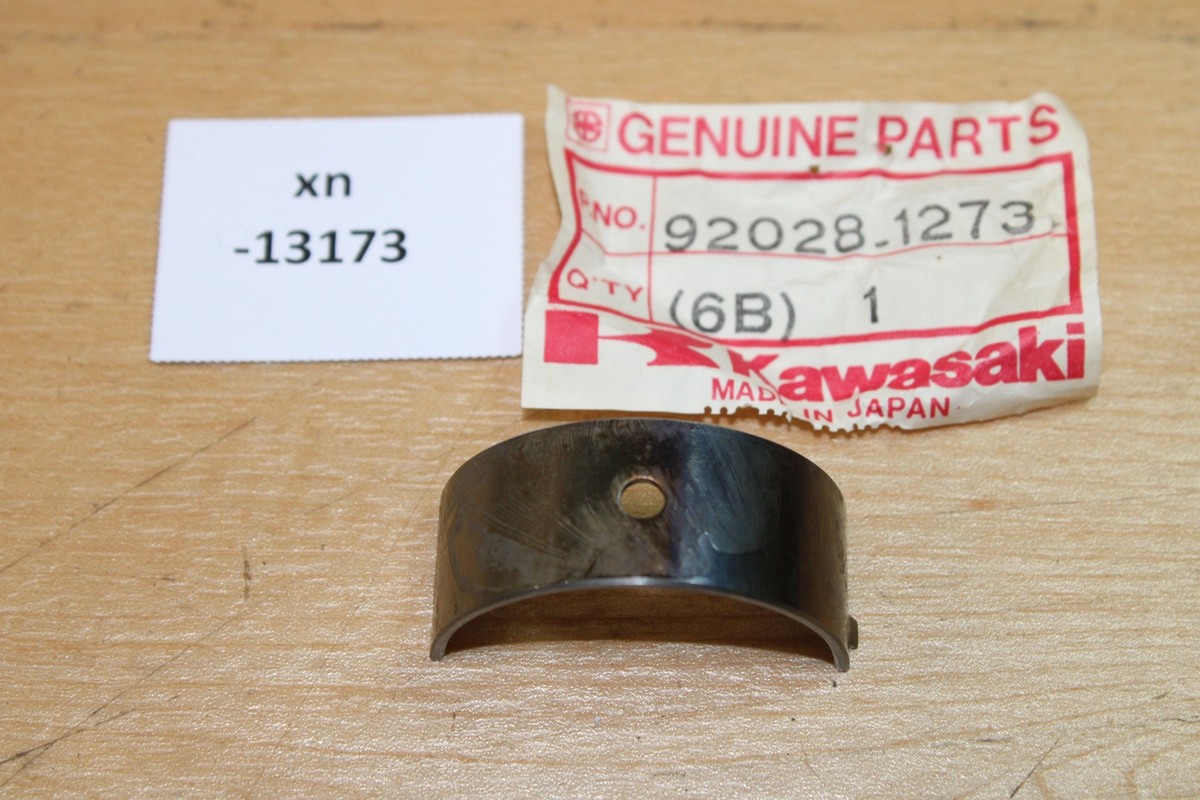 xn
-13173
GENUINE PARTS
P.NO. 92028-1273
Q'TY (6B) 1
Kawasaki
MADE IN JAPAN